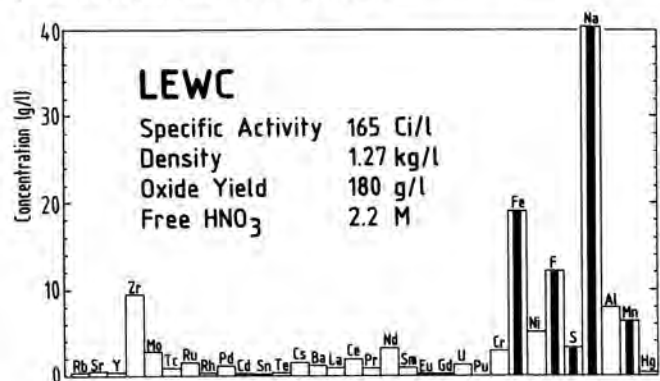 LEWC
Specific Activity 165 Ci/l
Density 1.27 kg/l
Oxide Yield 180 g/l
Free HNO3 2.2 M
Concentration (g/l)
40
30
20
10
0
Rb Sr Y Zr Mo Tc Ru Rh Pd Cd Sn Te Cs Ba La Ce Pr Nd Sm Eu Gd U Pu Cr Fe Ni F S Na Al Mn Hg